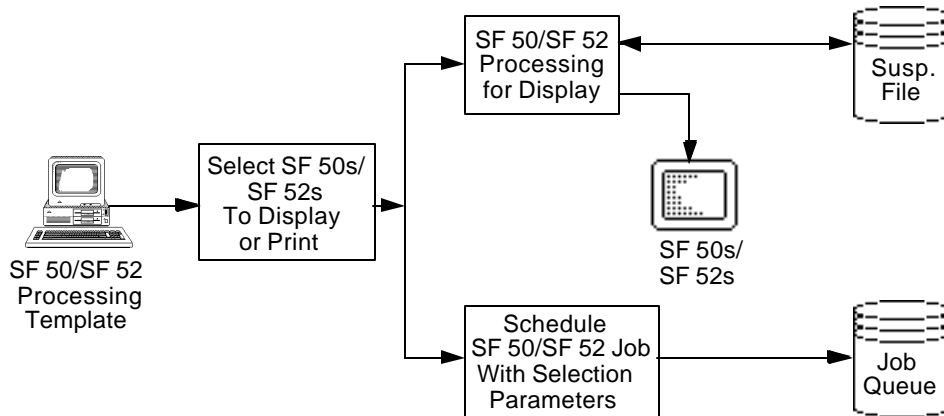 SF 50/SF 52
Processing
for Display
Susp.
File
Select SF 50s/
SF 52s
To Display
or Print
SF 50/SF 52
Processing
Template
SF 50s/
SF 52s
Schedule
SF 50/SF 52 Job
With Selection
Parameters
Job
Queue